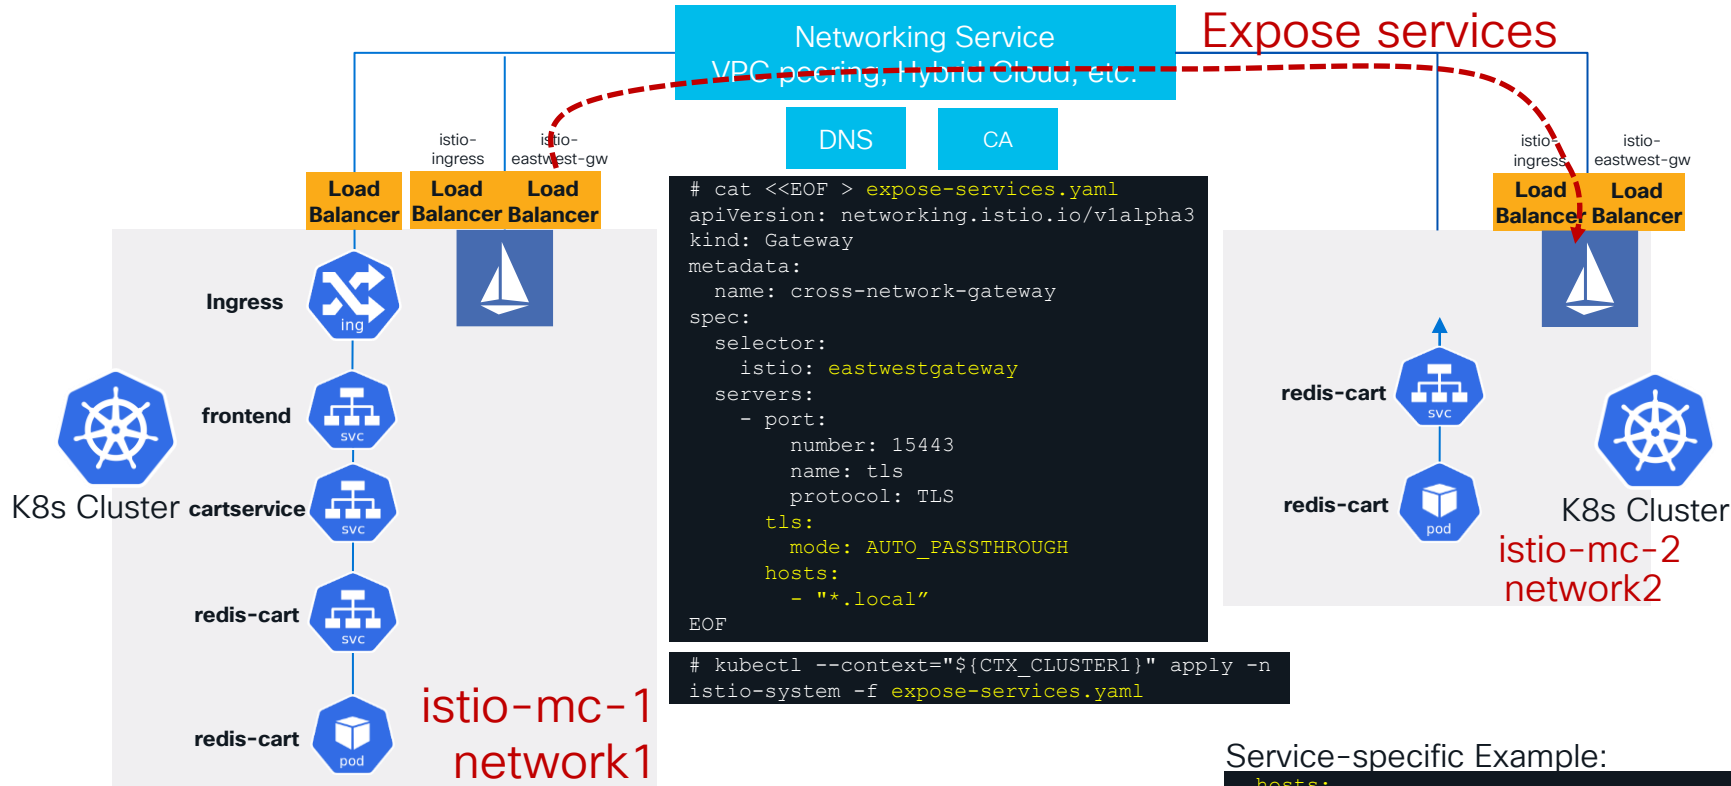 Expose services
Networking Service
VPC peering, Hybrid Cloud, etc.
DNS
CA
istio-
ingress
istio-
eastwest-gw
Load
Balancer
Load
Balancer
Load
Balancer
istio-
ingress
istio-
eastwest-gw
Load
Balancer
Load
Balancer
# cat <<EOF > expose-services.yaml
apiVersion: networking.istio.io/v1alpha3
kind: Gateway
metadata:
  name: cross-network-gateway
spec:
  selector:
    istio: eastwestgateway
  servers:
    - port:
        number: 15443
        name: tls
        protocol: TLS
      tls:
        mode: AUTO_PASSTHROUGH
      hosts:
        - "*.local”
EOF
# kubectl --context="${CTX_CLUSTER1}" apply -n
istio-system -f expose-services.yaml
Ingress
ing
frontend
svc
K8s Cluster
cartservice
svc
redis-cart
svc
redis-cart
pod
istio-mc-1
network1
redis-cart
svc
redis-cart
pod
K8s Cluster
istio-mc-2
network2
Service-specific Example:
hosts: